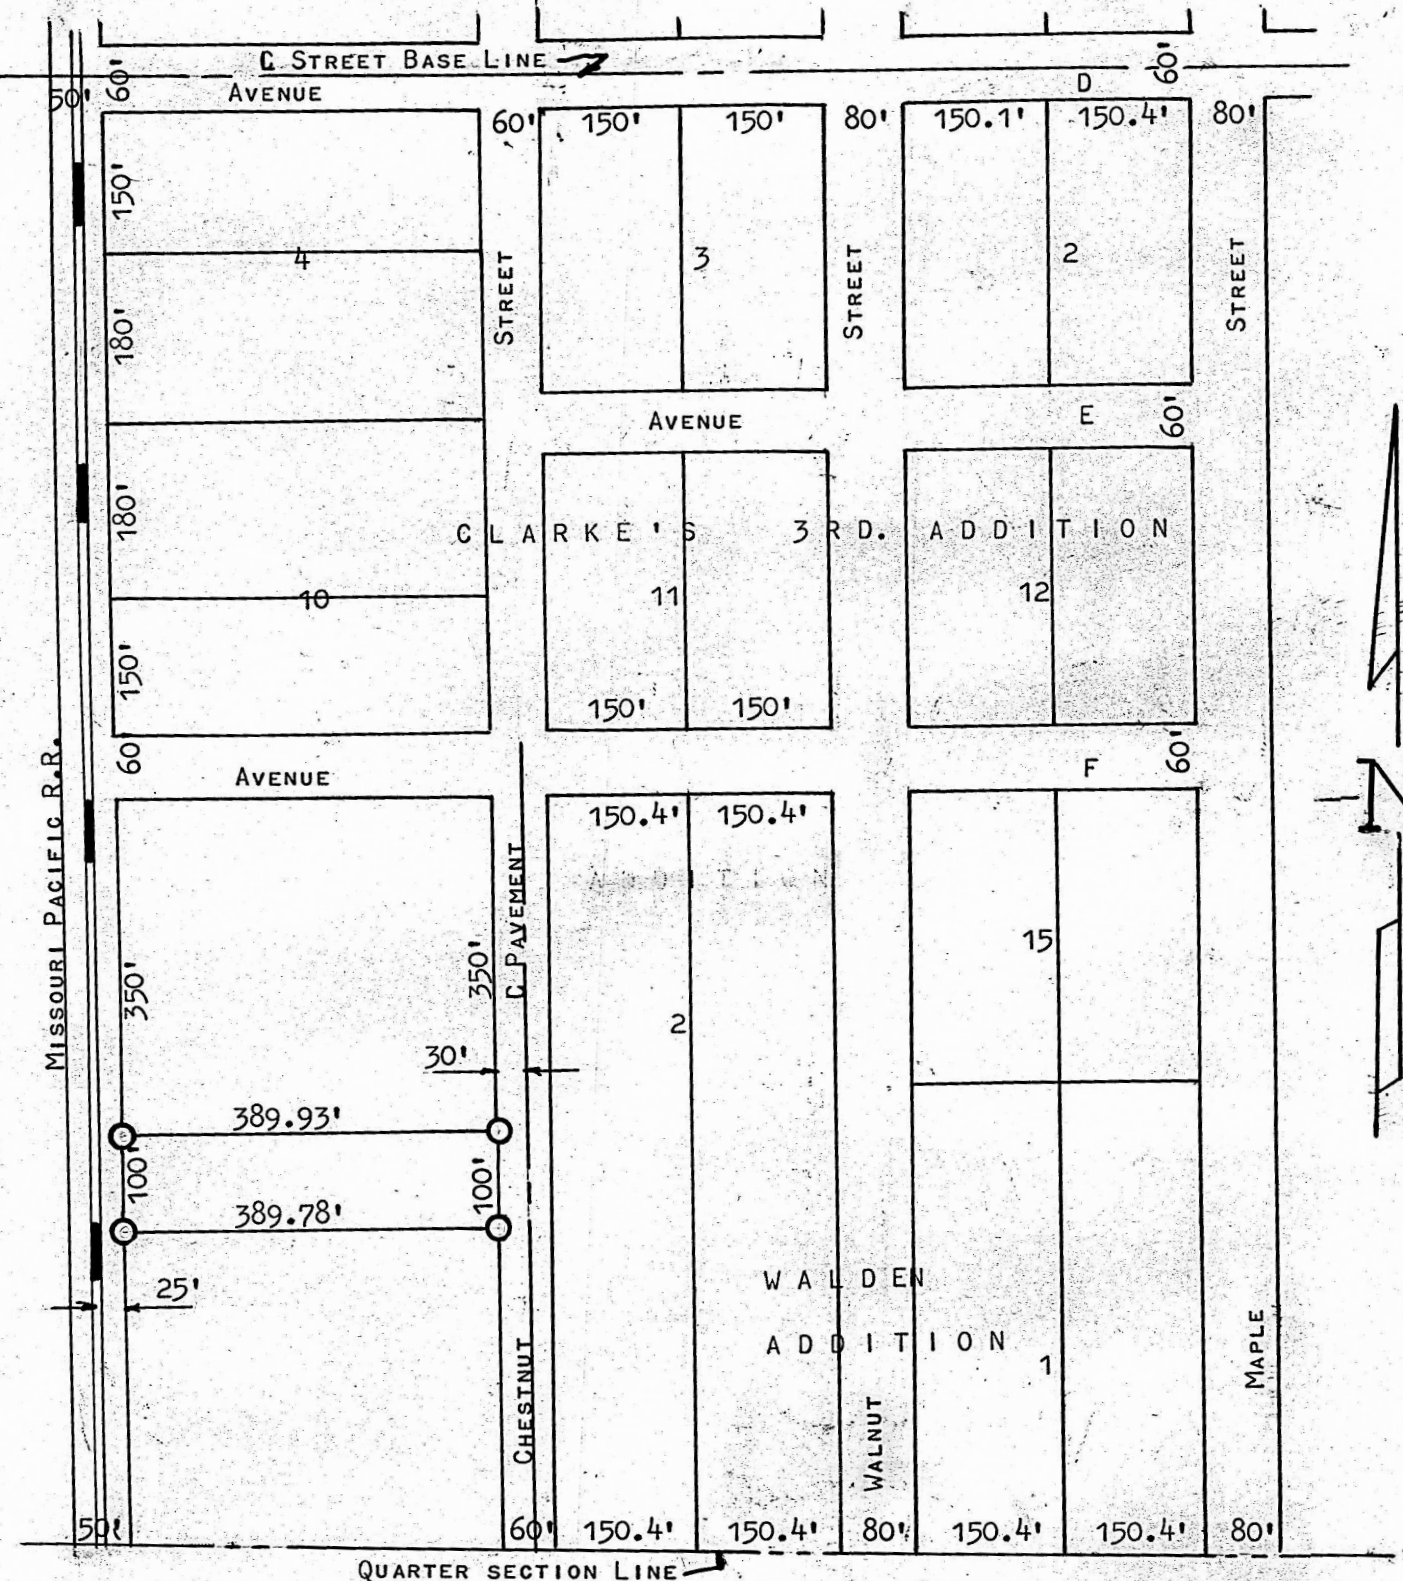 C STREET BASE LINE
50'
60'
AVENUE
D
60'
60'
150'
150'
80'
150.1'
150.4'
80'
150'
4
STREET
3
STREET
2
STREET
180'
AVENUE
E
60'
180'
CLARKE'S 3RD. ADDITION
10
11
12
150'
150'
150'
60'
AVENUE
F
60'
MISSOURI PACIFIC R.R.
150.4'
150.4'
ADDITION
C PAVEMENT
15
350'
350'
2
30'
389.93'
100'
100'
389.78'
25'
WALDEN
ADDITION
1
CHESTNUT
WALNUT
MAPLE
50'
60'
150.4'
150.4'
80'
150.4'
150.4'
80'
QUARTER SECTION LINE
N